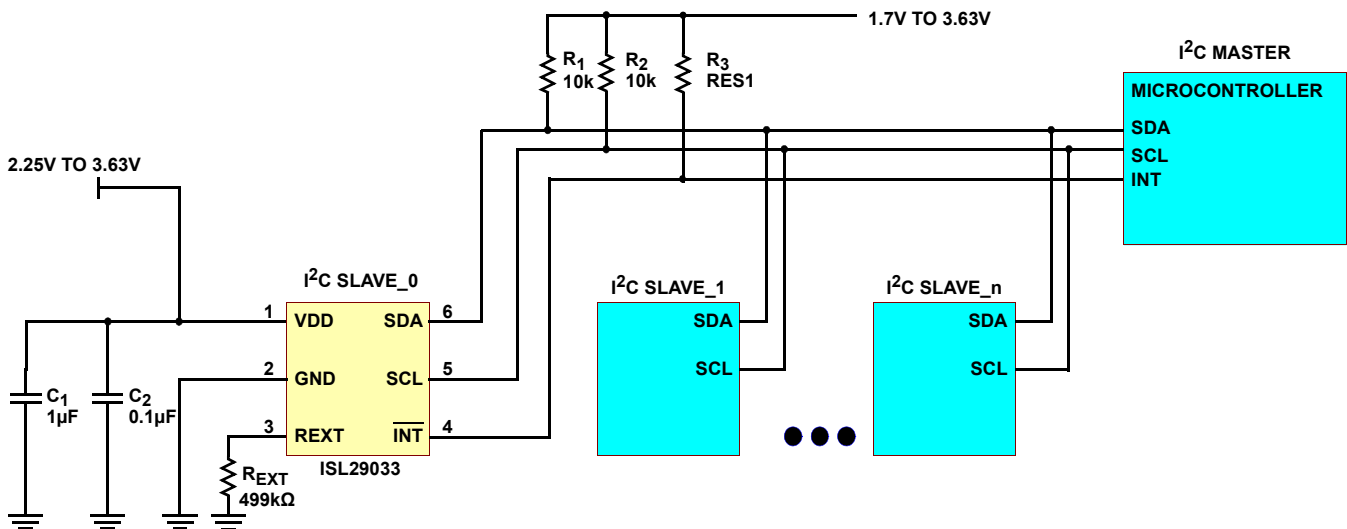 1.7V TO 3.63V
R1
10k
R2
10k
R3
RES1
I2C MASTER
MICROCONTROLLER
SDA
SCL
INT
2.25V TO 3.63V
I2C SLAVE_0
1
VDD
SDA
6
2
GND
SCL
5
3
REXT
INT
4
ISL29033
C1
1µF
C2
0.1µF
REXT
499kΩ
I2C SLAVE_1
SDA
SCL
I2C SLAVE_n
SDA
SCL